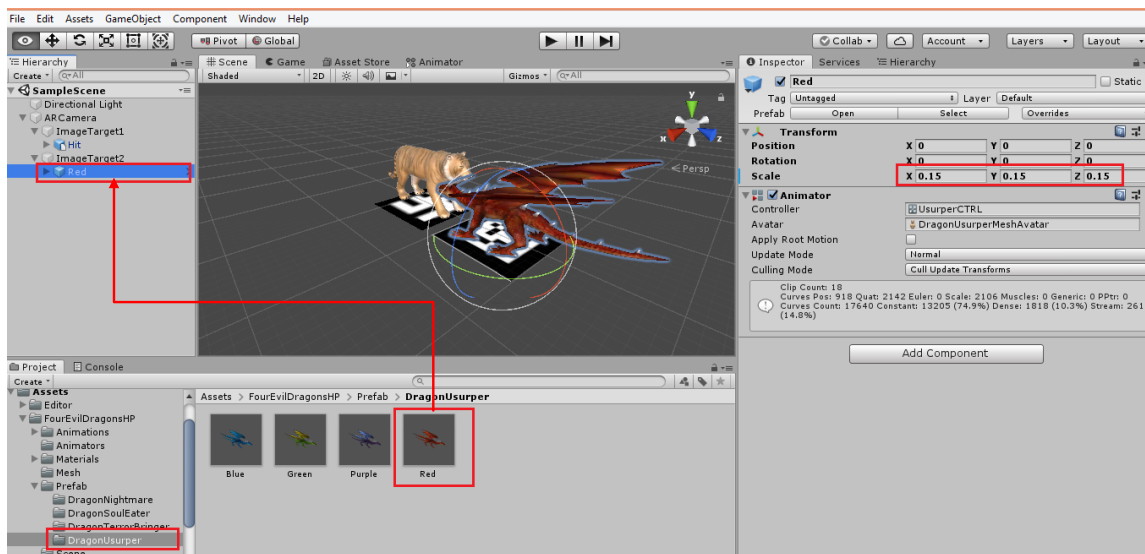 File Edit Assets GameObject Component Window Help
Pivot Global Collab Account Layers Layout
Hierarchy
Create All
SampleScene
Directional Light
ARCamera
ImageTarget1
Hit
ImageTarget2
Red
Scene Game Asset Store Animator
Shaded 2D Gizmos All
y
x z
Persp
Inspector Services Hierarchy
Red Static
Tag Untagged Layer Default
Prefab Open Select Overrides
Transform
Position X 0 Y 0 Z 0
Rotation X 0 Y 0 Z 0
Scale X 0.15 Y 0.15 Z 0.15
Animator
Controller UsurperCTRL
Avatar DragonUsurperMeshAvatar
Apply Root Motion
Update Mode Normal
Culling Mode Cull Update Transforms
Clip Count: 18
Curves Pos: 918 Quat: 2142 Euler: 0 Scale: 2106 Muscles: 0 Generic: 0 PPtr: 0
Curves Count: 17640 Constant: 13205 (74.9%) Dense: 1818 (10.3%) Stream: 261
(14.8%)
Add Component
Project Console
Create
Assets
Editor
FourEvilDragonsHP
Animations
Animators
Materials
Mesh
Prefab
DragonNightmare
DragonSoulEater
DragonTerrorBringer
DragonUsurper
Scene
Assets > FourEvilDragonsHP > Prefab > DragonUsurper
Blue Green Purple Red